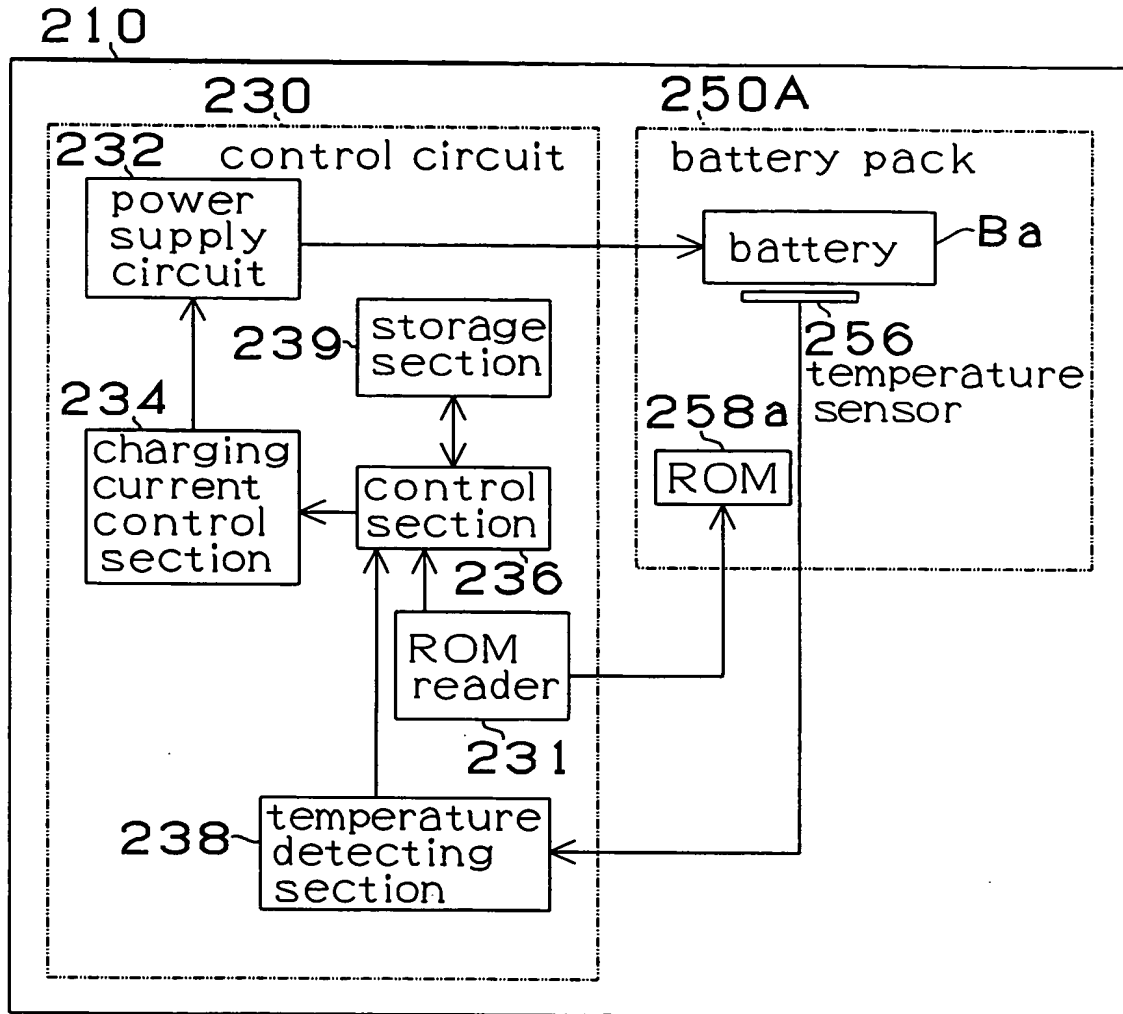 210
230
250A
232
control circuit
battery pack
power
supply
circuit
battery
Ba
239
storage
section
256
temperature
sensor
234
charging
current
control
section
control
section
236
258a
ROM
ROM
reader
231
238
temperature
detecting
section